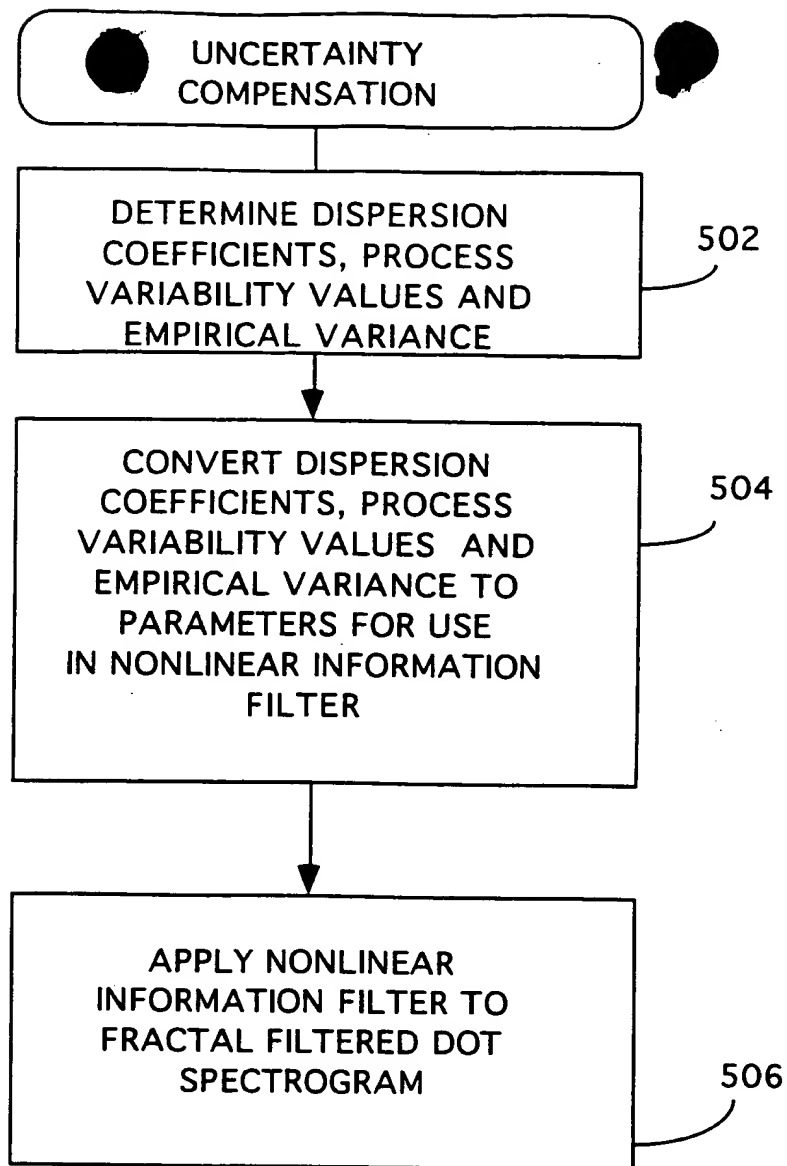 UNCERTAINTY
COMPENSATION
DETERMINE DISPERSION
COEFFICIENTS, PROCESS
VARIABILITY VALUES AND
EMPIRICAL VARIANCE
502
CONVERT DISPERSION
COEFFICIENTS, PROCESS
VARIABILITY VALUES AND
EMPIRICAL VARIANCE TO
PARAMETERS FOR USE
IN NONLINEAR INFORMATION
FILTER
504
APPLY NONLINEAR
INFORMATION FILTER TO
FRACTAL FILTERED DOT
SPECTROGRAM
506